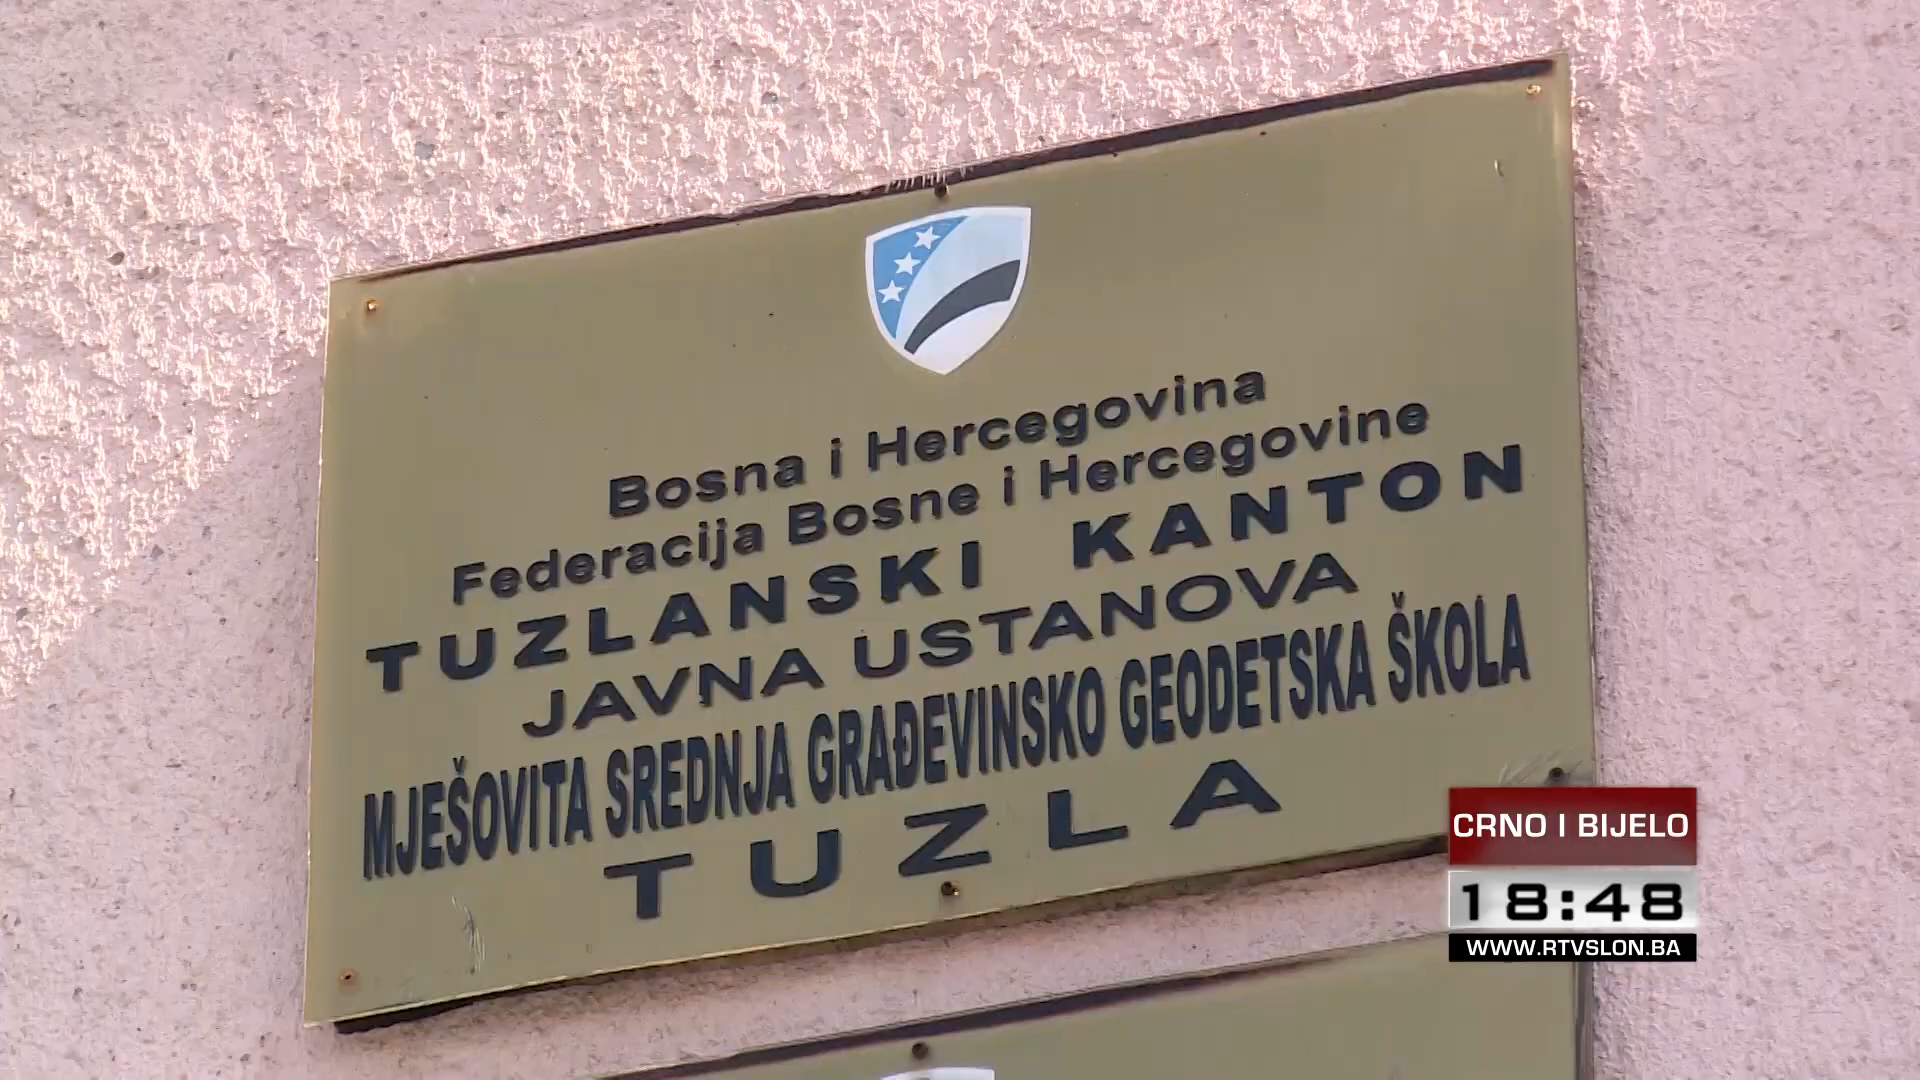 Bosna i Hercegovina
Federacija Bosne i Hercegovine
TUZLANSKI KANTON
JAVNA USTANOVA
MJEŠOVITA SREDNJA GRAĐEVINSKO GEODETSKA ŠKOLA
TUZLA
CRNO I BIJELO
18:48
WWW.RTVSLON.BA